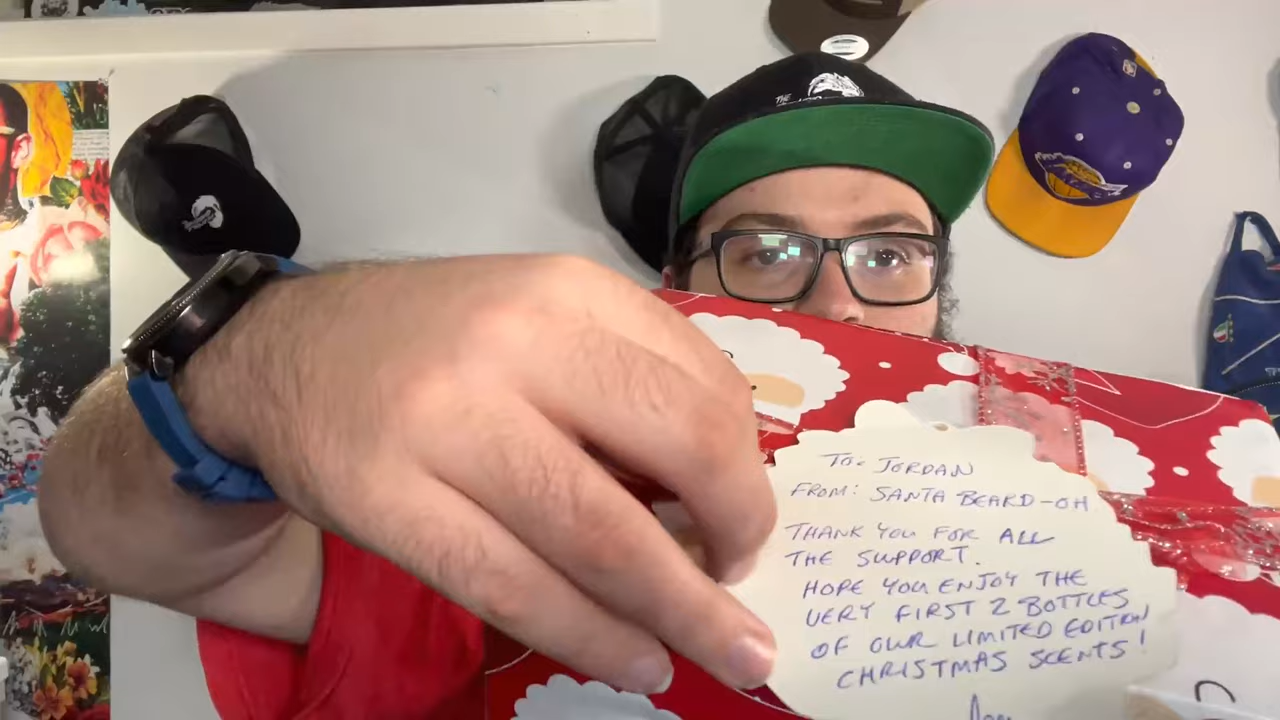 THE
TO: JORDAN
FROM: SANTA BEARD-OH
THANK YOU FOR ALL
THE SUPPORT.
HOPE YOU ENJOY THE
VERY FIRST 2 BOTTLES
OF OUR LIMITED EDITION
CHRISTMAS SCENTS!